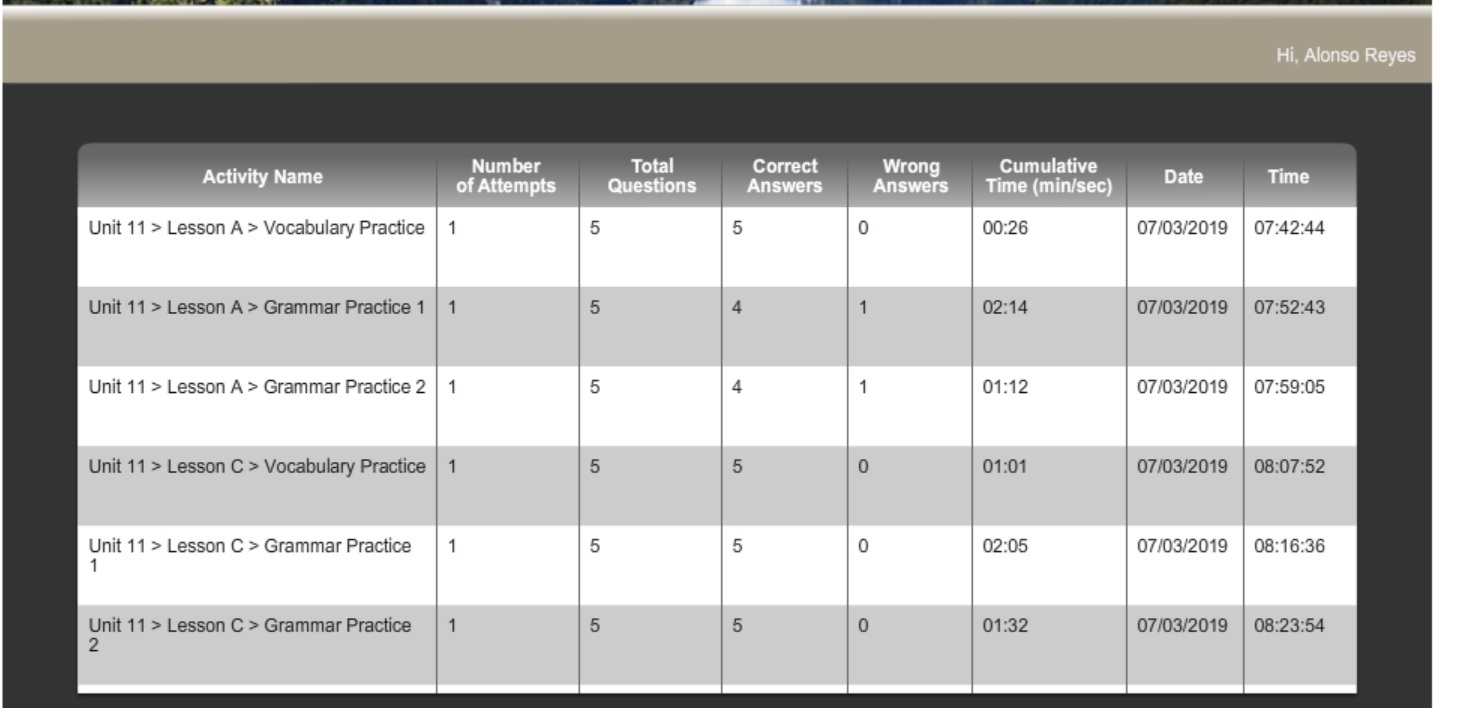 Hi, Alonso Reyes
Activity Name Number of Attempts Total Questions Correct Answers Wrong Answers Cumulative Time (min/sec) Date Time
Unit 11 > Lesson A > Vocabulary Practice 1 5 5 0 00:26 07/03/2019 07:42:44
Unit 11 > Lesson A > Grammar Practice 1 1 5 4 1 02:14 07/03/2019 07:52:43
Unit 11 > Lesson A > Grammar Practice 2 1 5 4 1 01:12 07/03/2019 07:59:05
Unit 11 > Lesson C > Vocabulary Practice 1 5 5 0 01:01 07/03/2019 08:07:52
Unit 11 > Lesson C > Grammar Practice 1 5 5 0 02:05 07/03/2019 08:16:36
1
Unit 11 > Lesson C > Grammar Practice 1 5 5 0 01:32 07/03/2019 08:23:54
2